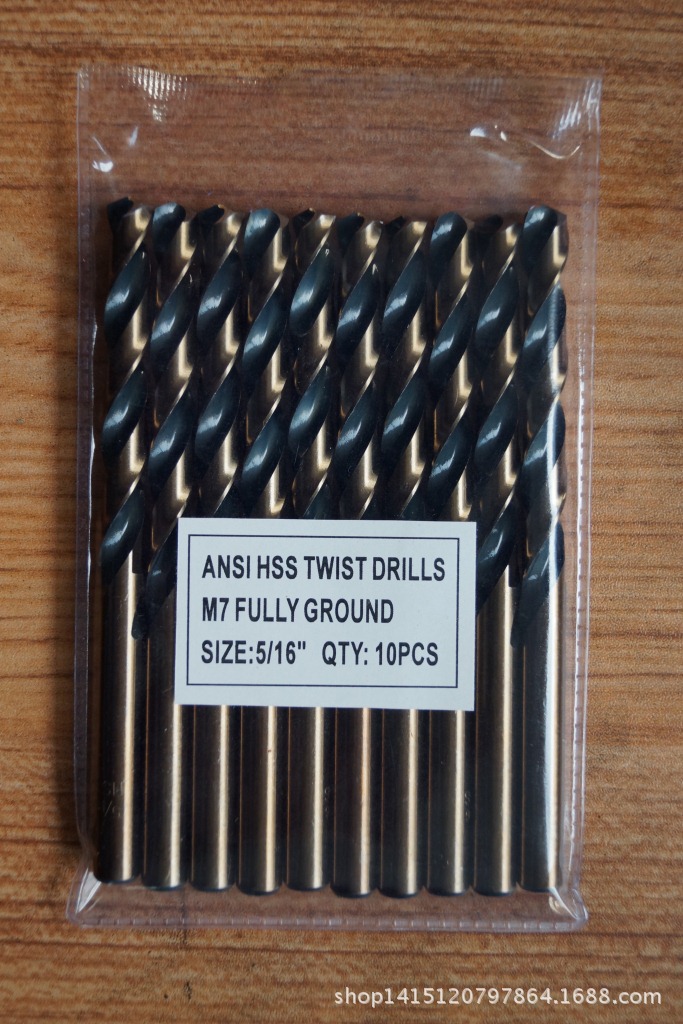 ANSI HSS TWIST DRILLS
M7 FULLY GROUND
SIZE:5/16" QTY: 10PCS
shop1415120797864.1688.com